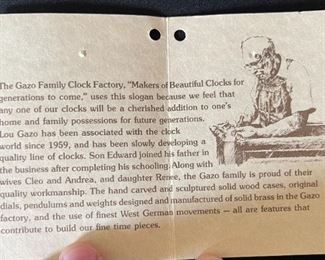 The Gazo Family Clock Factory, "Makers of Beautiful Clocks for
generations to come," uses this slogan because we feel that
any one of our clocks will be a cherished addition to one's
home and family possessions for future generations.
Lou Gazo has been associated with the clock
world since 1959, and has been slowly developing a
quality line of clocks. Son Edward joined his father in
the business after completing his schooling. Along with
wives Cleo and Andrea, and daughter Renee, the Gazo family is proud of their
quality workmanship. The hand carved and sculptured solid wood cases, original
dials, pendulums and weights designed and manufactured of solid brass in the Gazo
factory, and the use of finest West German movements — all are features that
contribute to build our fine time pieces.